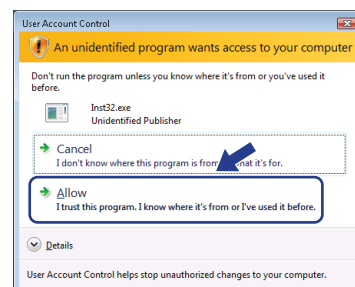 User Account Control
An unidentified program wants access to your computer
Don't run the program unless you know where it's from or you've used it
before.
Inst32.exe
Unidentified Publisher
Cancel
I don't know where this program is from hat it's for.
Allow
I trust this program. I know where it's from or I've used it before.
Details
User Account Control helps stop unauthorized changes to your computer.